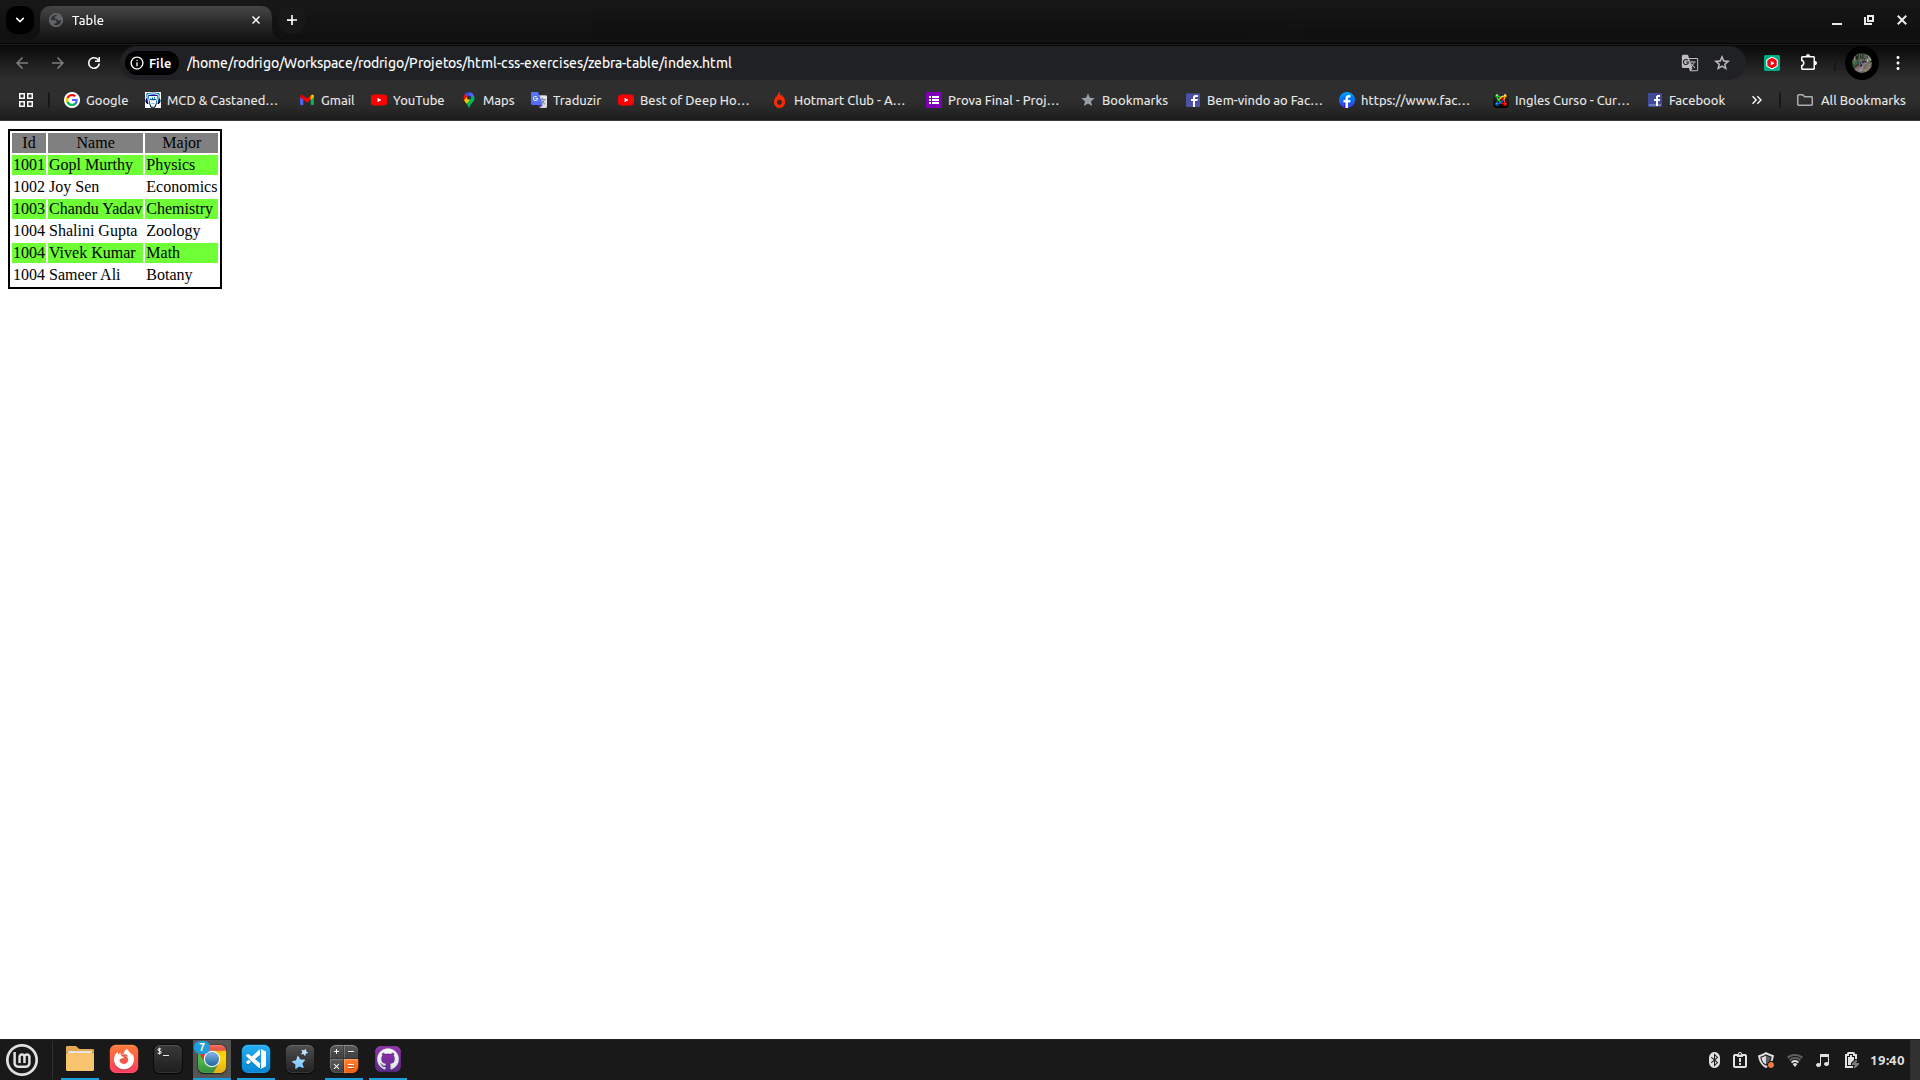 Table
File /home/rodrigo/Workspace/rodrigo/Projetos/html-css-exercises/zebra-table/index.html
Google MCD & Castaned... Gmail YouTube Maps Traduzir Best of Deep Ho... Hotmart Club - A... Prova Final - Proj... Bookmarks Bem-vindo ao Fac... https://www.fac... Ingles Curso - Cur... Facebook » All Bookmarks
Id Name Major
1001 Gopl Murthy Physics
1002 Joy Sen Economics
1003 Chandu Yadav Chemistry
1004 Shalini Gupta Zoology
1004 Vivek Kumar Math
1004 Sameer Ali Botany
7
19:40